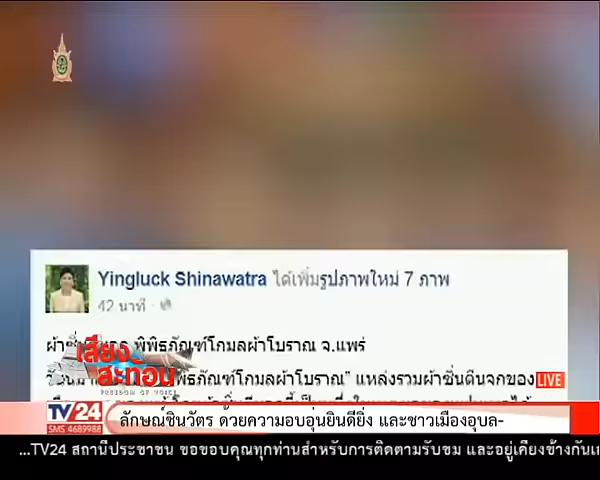 Yingluck Shinawatra ได้เพิ่มรูปภาพใหม่ 7 ภาพ
42 นาที ·
พิพิธภัณฑ์โกมลผ้าโบราณ จ.แพร่
เสียง
สะท้อน
FREEDOM OF VOICE
พิธภัณฑ์โกมลผ้าโบราณ" แหล่งรวมผ้าซิ่นตีนจกของ
LIVE
TV24
SMS 4689988
ลักษณ์ชินวัตร ด้วยความอบอุ่นยินดียิ่ง และชาวเมืองอุบล-
...TV24 สถานีประชาชน ขอขอบคุณทุกท่านสำหรับการติดตามรับชม และอยู่เคียงข้างกันเ